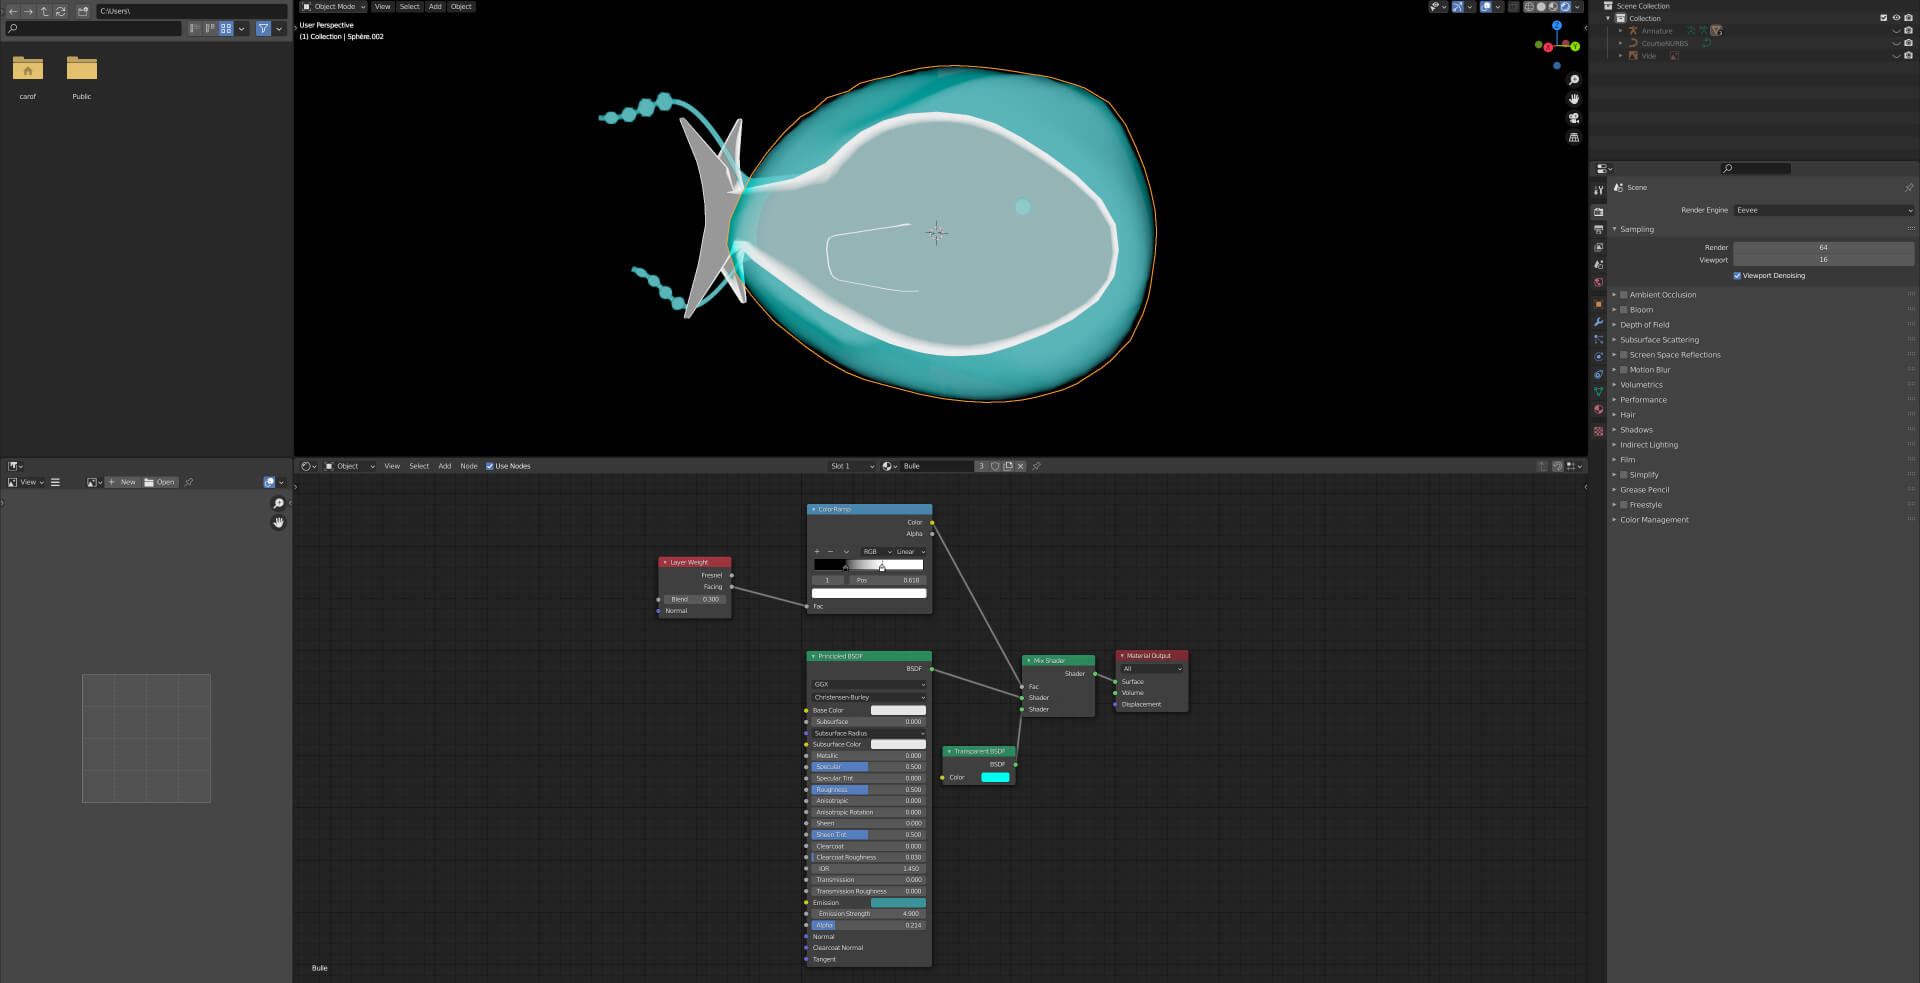 C:\Users\
carof
Public
Object Mode
View
Select
Add
Object
User Perspective
(1) Collection | Sphère.002
Z
X
Y
Scene Collection
Collection
Armature
CourbeNURBS
Vide
Scene
Render Engine
Eevee
Sampling
Render
64
Viewport
16
Viewport Denoising
Ambient Occlusion
Bloom
Depth of Field
Subsurface Scattering
Screen Space Reflections
Motion Blur
Volumetrics
Performance
Hair
Shadows
Indirect Lighting
Film
Simplify
Grease Pencil
Freestyle
Color Management
View
New
Open
Object
View
Select
Add
Node
Use Nodes
Slot 1
Bulle
3
Layer Weight
Fresnel
Facing
Blend 0.300
Normal
ColorRamp
Color
Alpha
RGB
Linear
1
Pos 0.618
Fac
Principled BSDF
BSDF
GGX
Christensen-Burley
Base Color
Subsurface 0.000
Subsurface Radius
Subsurface Color
Metallic 0.000
Specular 0.500
Specular Tint 0.000
Roughness 0.500
Anisotropic 0.000
Anisotropic Rotation 0.000
Sheen 0.000
Sheen Tint 0.500
Clearcoat 0.000
Clearcoat Roughness 0.030
IOR 1.450
Transmission 0.000
Transmission Roughness 0.000
Emission
Emission Strength 4.900
Alpha 0.214
Normal
Clearcoat Normal
Tangent
Transparent BSDF
BSDF
Color
Mix Shader
Shader
Fac
Shader
Shader
Material Output
All
Surface
Volume
Displacement
Bulle